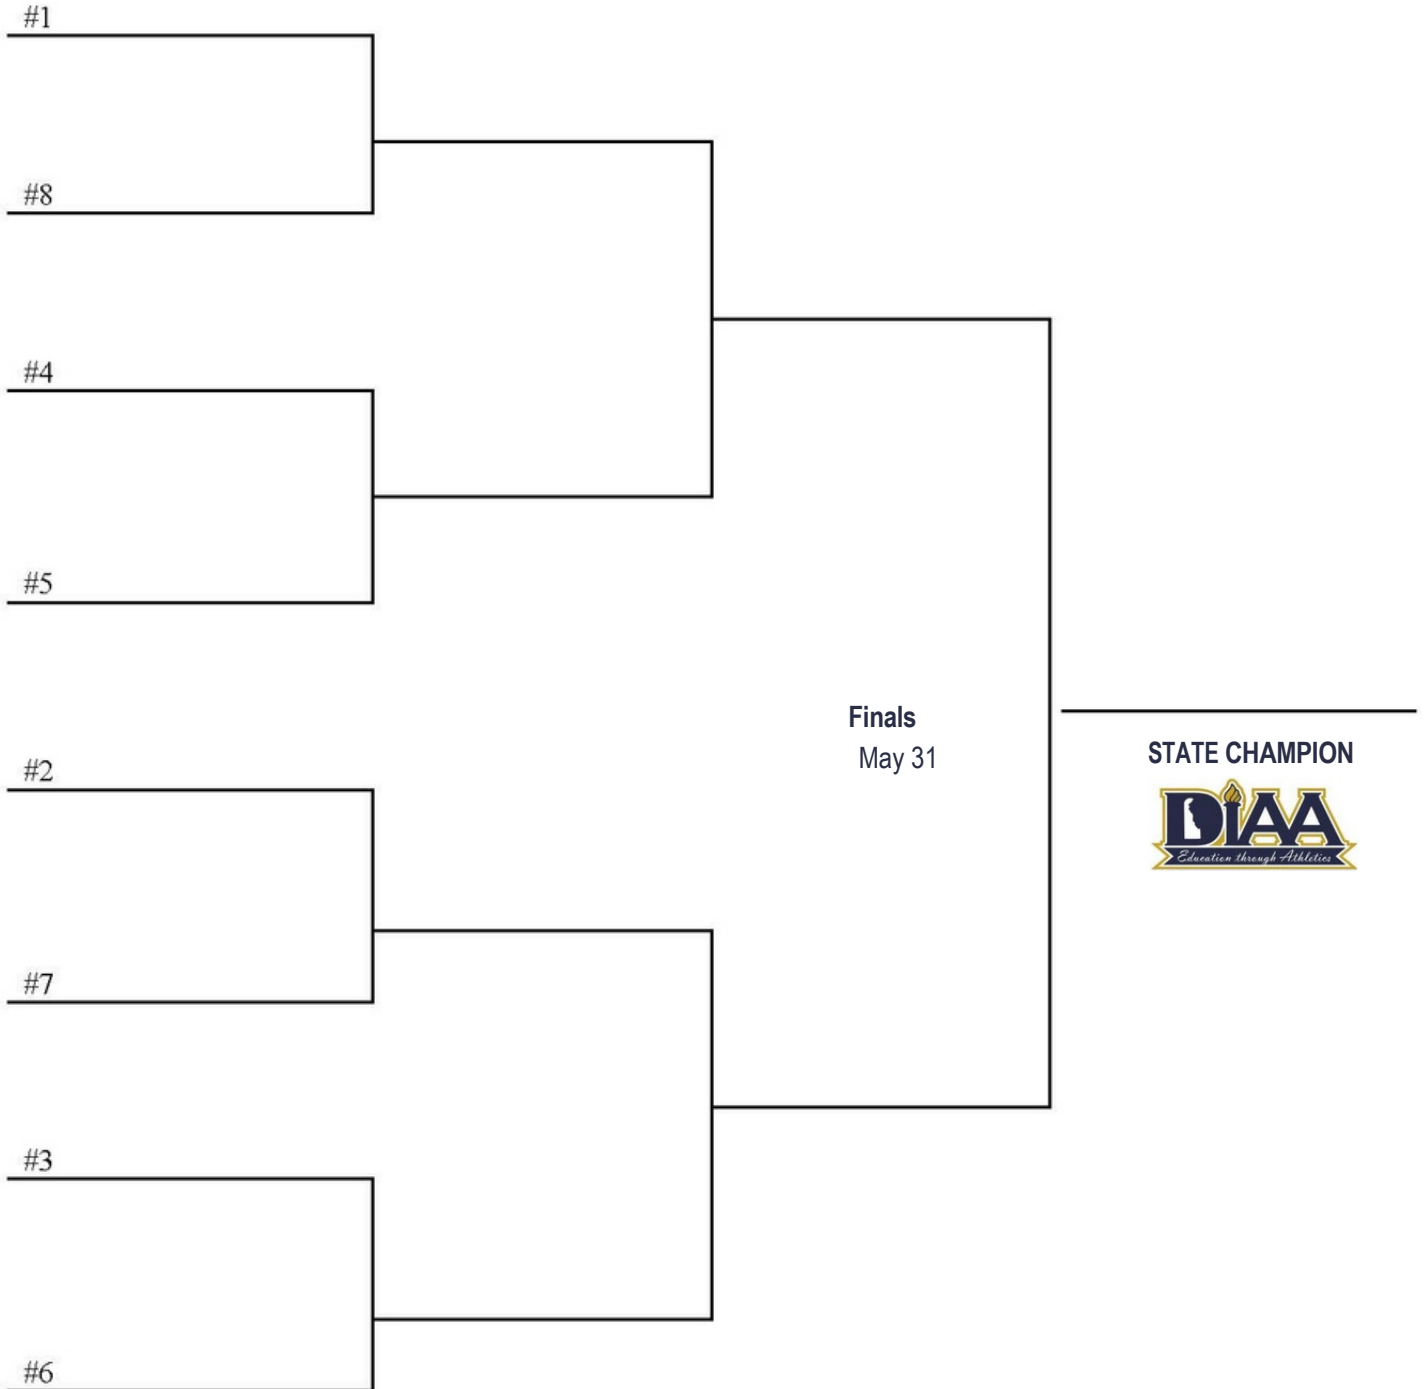 #1
#8
#4
#5
Finals
May 31
STATE CHAMPION
DIAA
Education through Athletics
#2
#7
#3
#6